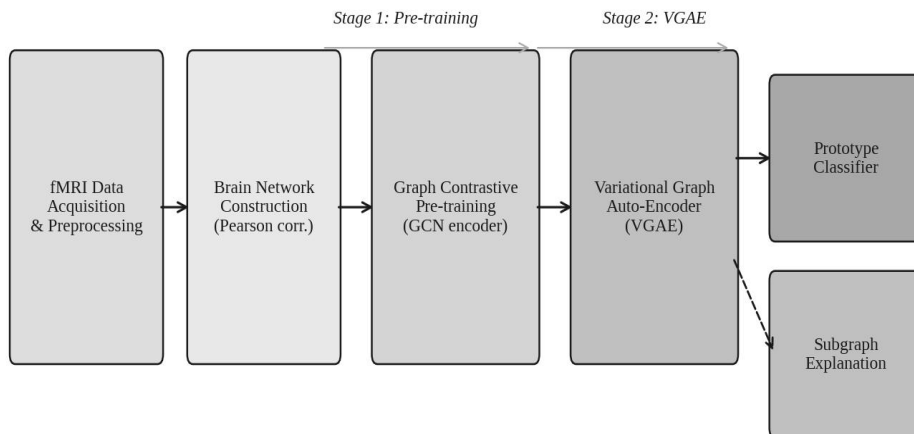 Stage 1: Pre-training
Stage 2: VGAE
fMRI Data
Acquisition
& Preprocessing
Brain Network
Construction
(Pearson corr.)
Graph Contrastive
Pre-training
(GCN encoder)
Variational Graph
Auto-Encoder
(VGAE)
Prototype
Classifier
Subgraph
Explanation